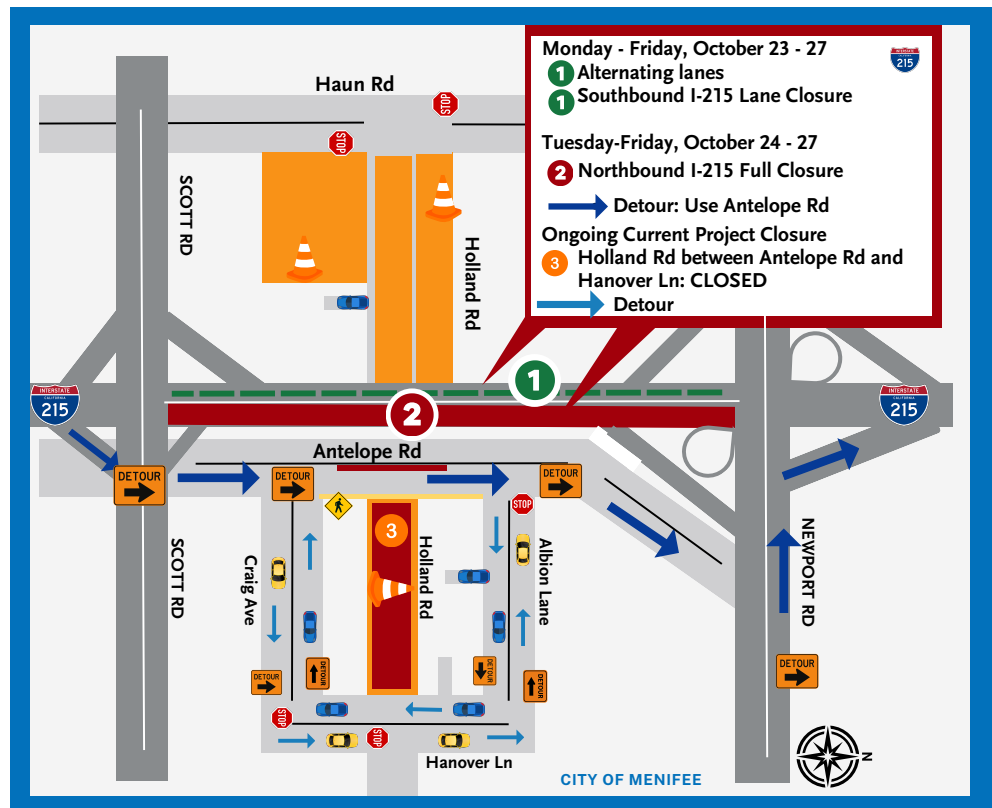 Monday - Friday, October 23 - 27
INTERSTATE
CALIFORNIA
215
1 Alternating lanes
1 Southbound I-215 Lane Closure
Tuesday-Friday, October 24 - 27
2 Northbound I-215 Full Closure
Detour: Use Antelope Rd
Ongoing Current Project Closure
3 Holland Rd between Antelope Rd and
Hanover Ln: CLOSED
Detour
Haun Rd
STOP
STOP
SCOTT RD
Holland Rd
1
INTERSTATE
CALIFORNIA
215
2
INTERSTATE
CALIFORNIA
215
Antelope Rd
DETOUR
DETOUR
DETOUR
STOP
3
SCOTT RD
Craig Ave
Holland Rd
Albion Lane
NEWPORT RD
DETOUR
DETOUR
DETOUR
DETOUR
DETOUR
STOP
STOP
Hanover Ln
N
CITY OF MENIFEE